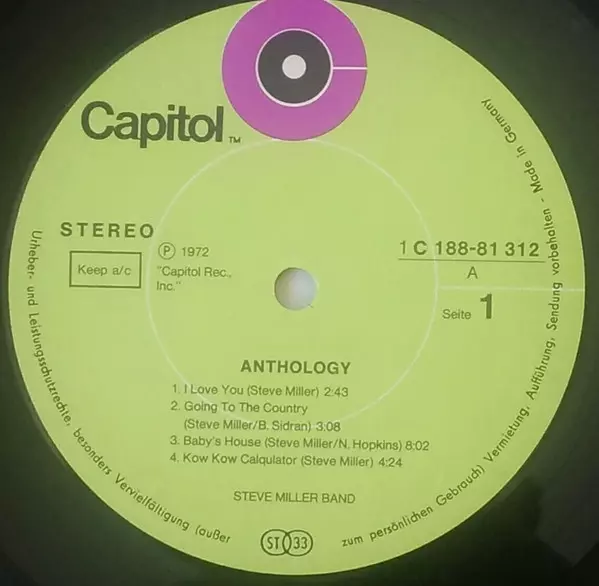 Capitol TM
STEREO
Keep a/c
Ⓟ 1972
"Capitol Rec.,
Inc."
1 C 188-81 312
A
Seite 1
ANTHOLOGY
1. I Love You (Steve Miller) 2:43
2. Going To The Country
(Steve Miller/B. Sidran) 3:08
3. Baby's House (Steve Miller/N. Hopkins) 8:02
4. Kow Kow Calqulator (Steve Miller) 4:24
STEVE MILLER BAND
ST 33
Urheber- und Leistungsschutzrechte, besonders Vervielfältigung (außer zum persönlichen Gebrauch) Vermietung, Aufführung, Sendung vorbehalten - Made in Germany